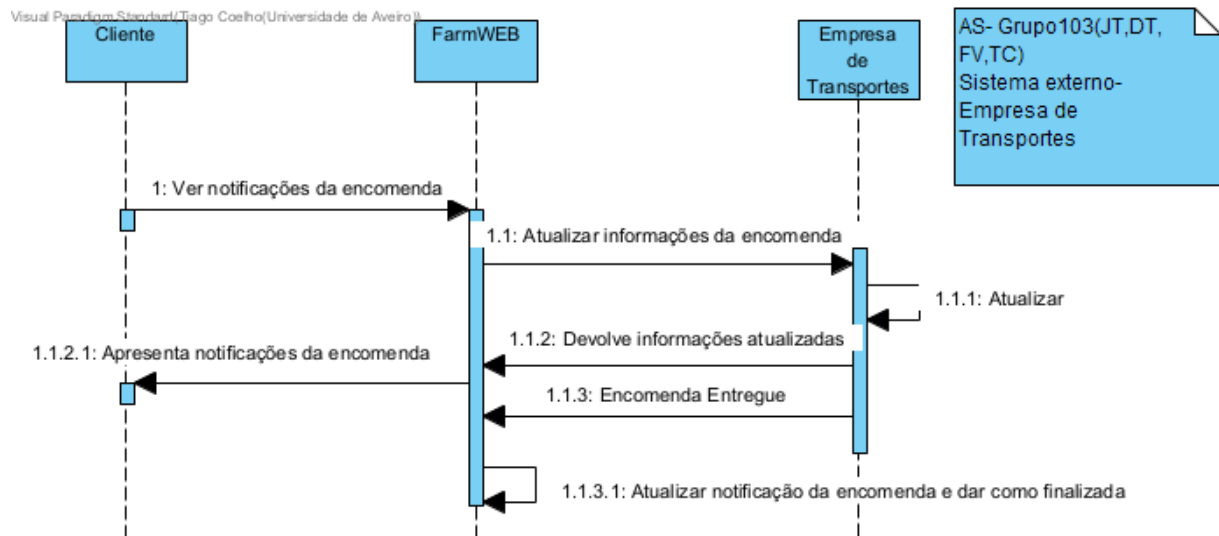 Visual Paradigm Standard(Tiago Coelho(Universidade de Aveiro))
Cliente
FarmWEB
Empresa
de
Transportes
AS- Grupo103(JT,DT,
FV,TC)
Sistema externo-
Empresa de
Transportes
1: Ver notificações da encomenda
1.1: Atualizar informações da encomenda
1.1.1: Atualizar
1.1.2: Devolve informações atualizadas
1.1.2.1: Apresenta notificações da encomenda
1.1.3: Encomenda Entregue
1.1.3.1: Atualizar notificação da encomenda e dar como finalizada